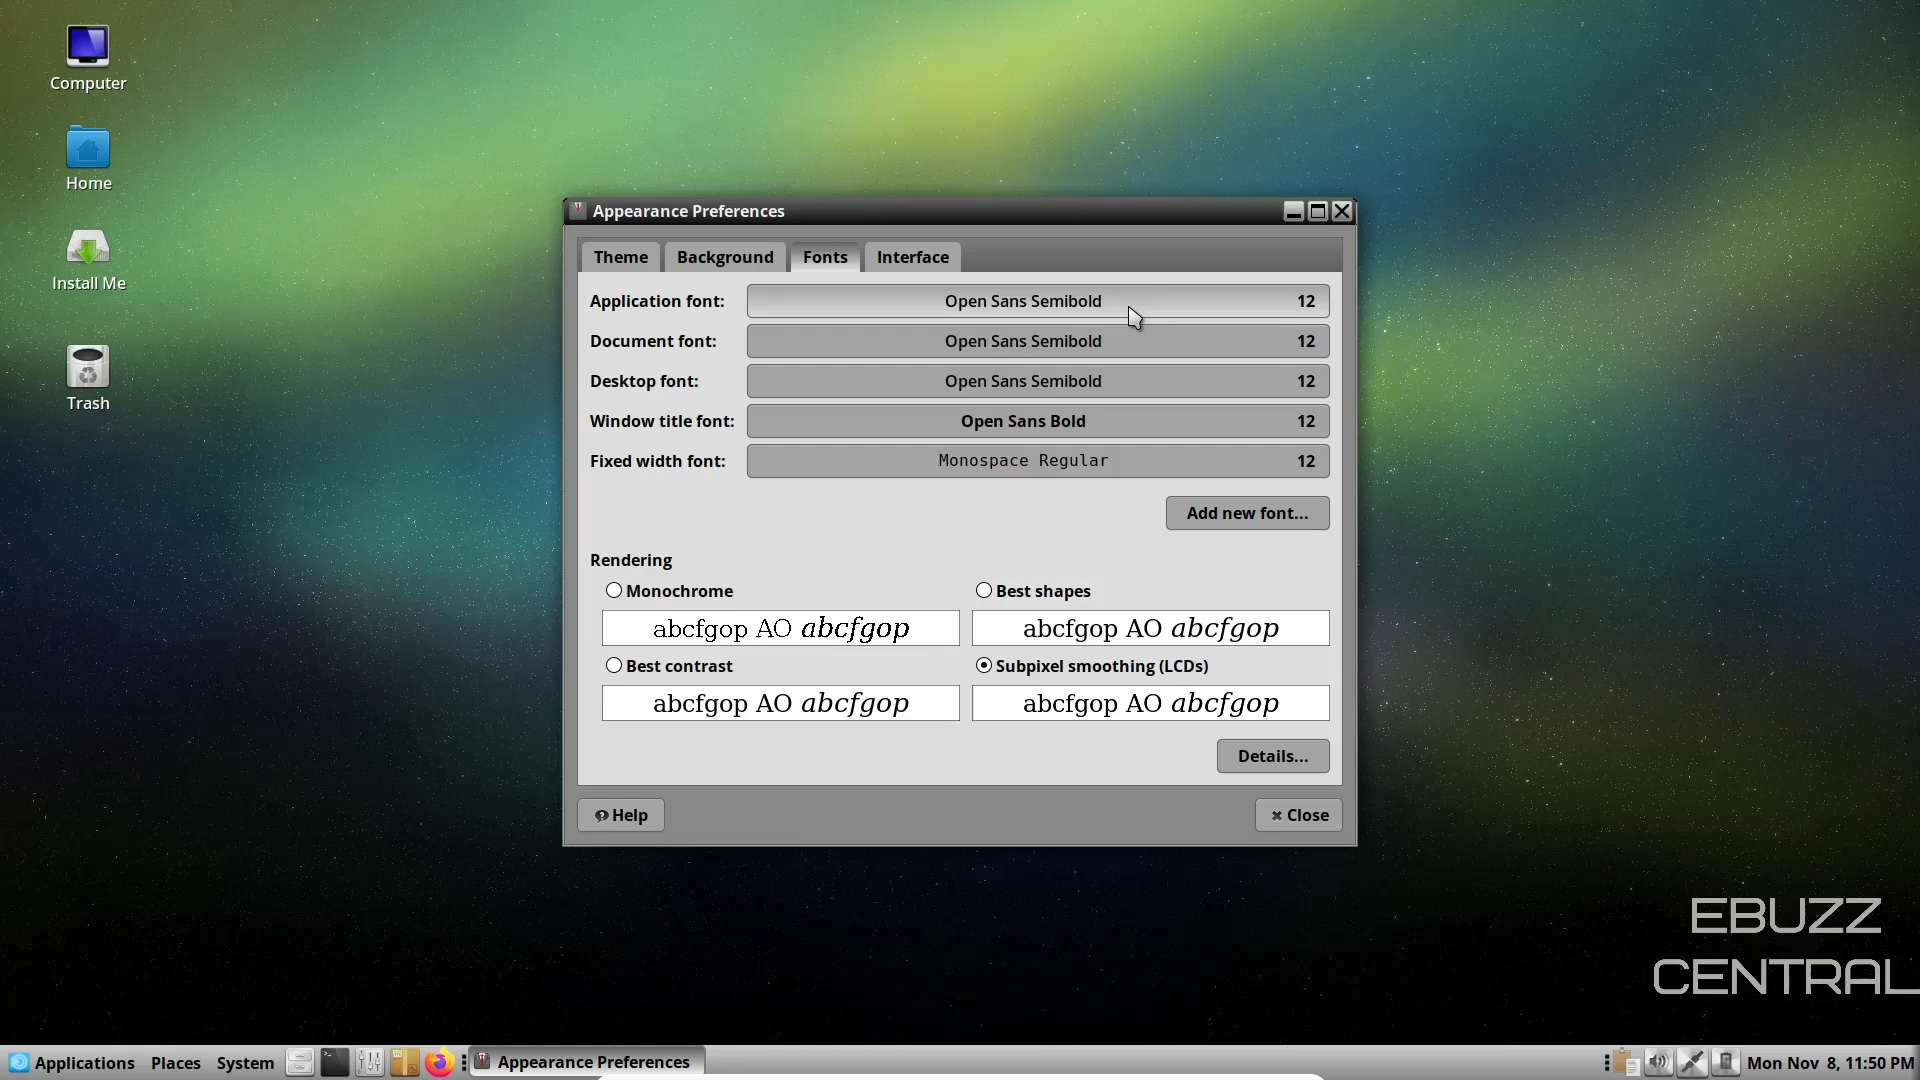 Computer
Home
Install Me
Trash
Appearance Preferences
Theme Background Fonts Interface
Application font: Open Sans Semibold 12
Document font: Open Sans Semibold 12
Desktop font: Open Sans Semibold 12
Window title font: Open Sans Bold 12
Fixed width font: Monospace Regular 12
Add new font...
Rendering
Monochrome Best shapes
abcfgop AO abcfgop abcfgop AO abcfgop
Best contrast Subpixel smoothing (LCDs)
abcfgop AO abcfgop abcfgop AO abcfgop
Details...
Help Close
EBUZZ
CENTRAL
Applications Places System Appearance Preferences Mon Nov 8, 11:50 PM